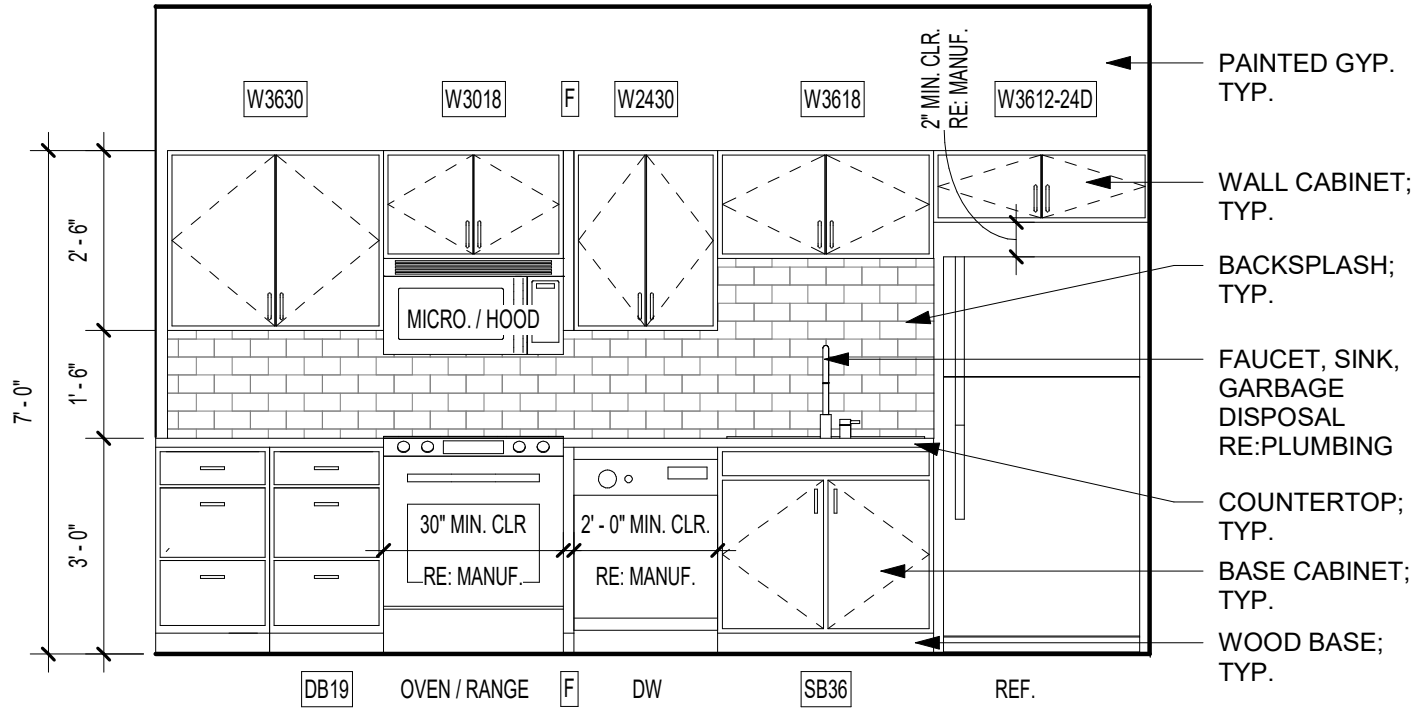 W3630
W3018
F
W2430
W3618
2" MIN. CLR.
RE: MANUF.
W3612-24D
PAINTED GYP.
TYP.
WALL CABINET;
TYP.
BACKSPLASH;
TYP.
FAUCET, SINK,
GARBAGE
DISPOSAL
RE:PLUMBING
COUNTERTOP;
TYP.
BASE CABINET;
TYP.
WOOD BASE;
TYP.
7' - 0"
2' - 6"
1' - 6"
3' - 0"
MICRO. / HOOD
30" MIN. CLR
RE: MANUF.
2' - 0" MIN. CLR.
RE: MANUF.
DB19
OVEN / RANGE
F
DW
SB36
REF.